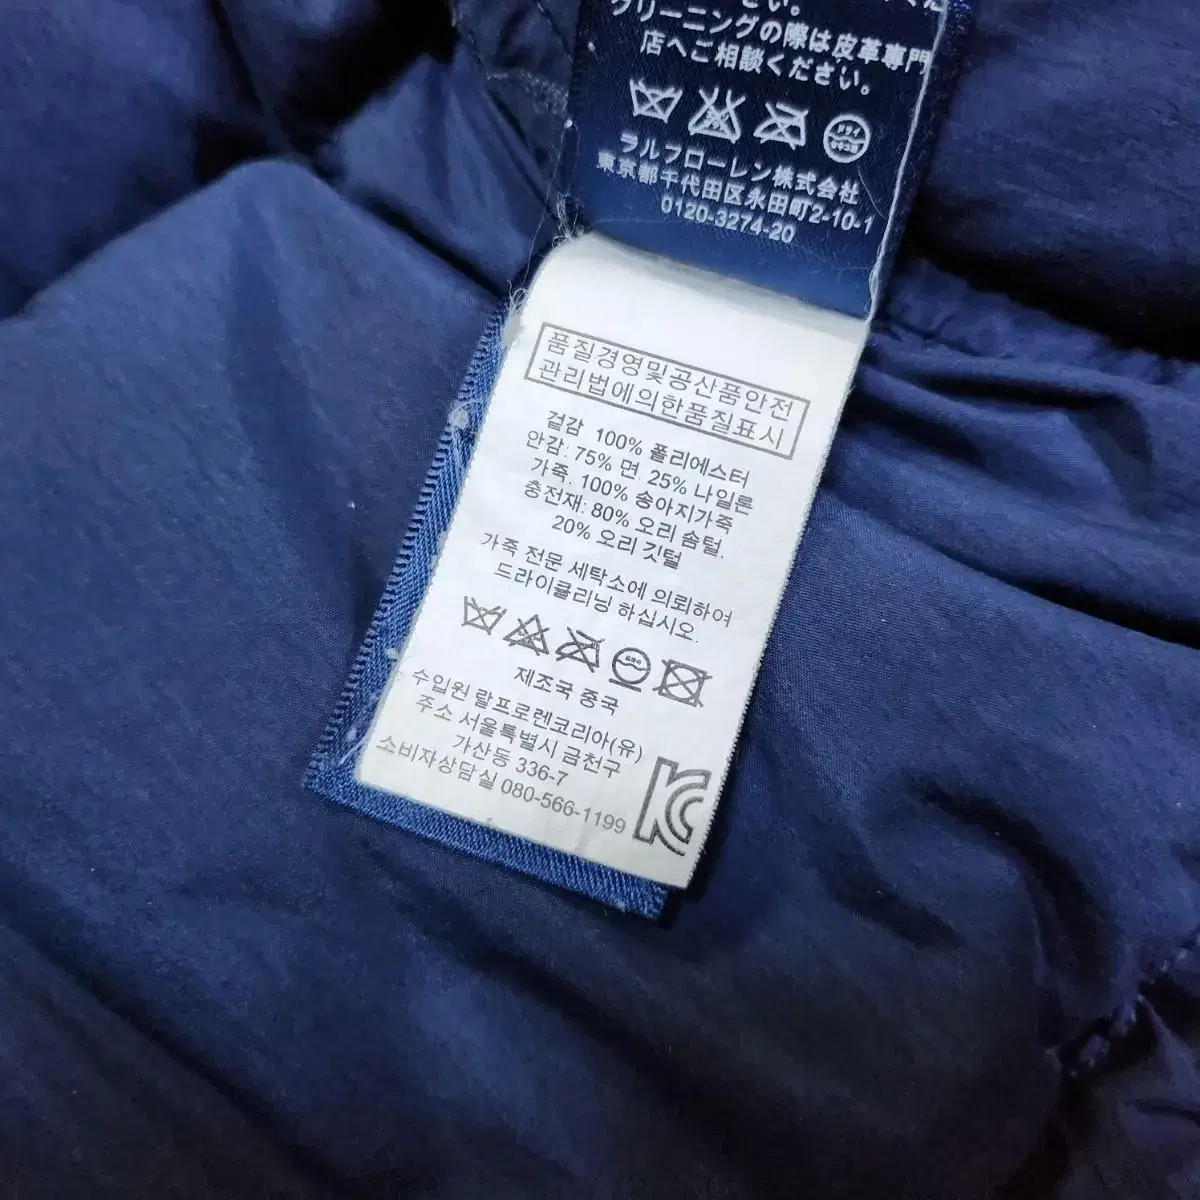 さい。
クリーニングの際は皮革専門
店へご相談ください。
ドライ
ラルフローレン株式会社
東京都千代田区永田町2-10-1
0120-3274-20
품질경영및공산품안전
관리법에의한품질표시
겉감 100% 폴리에스터
안감: 75% 면 25% 나일론
가죽. 100% 송아지가죽
충전재: 80% 오리 솜털.
20% 오리 깃털
가죽 전문 세탁소에 의뢰하여
드라이클리닝 하십시오.
제조국 중국
수입원 랄프로렌코리아(유)
주소 서울특별시 금천구
가산동 336-7
소비자상담실 080-566-1199
KC